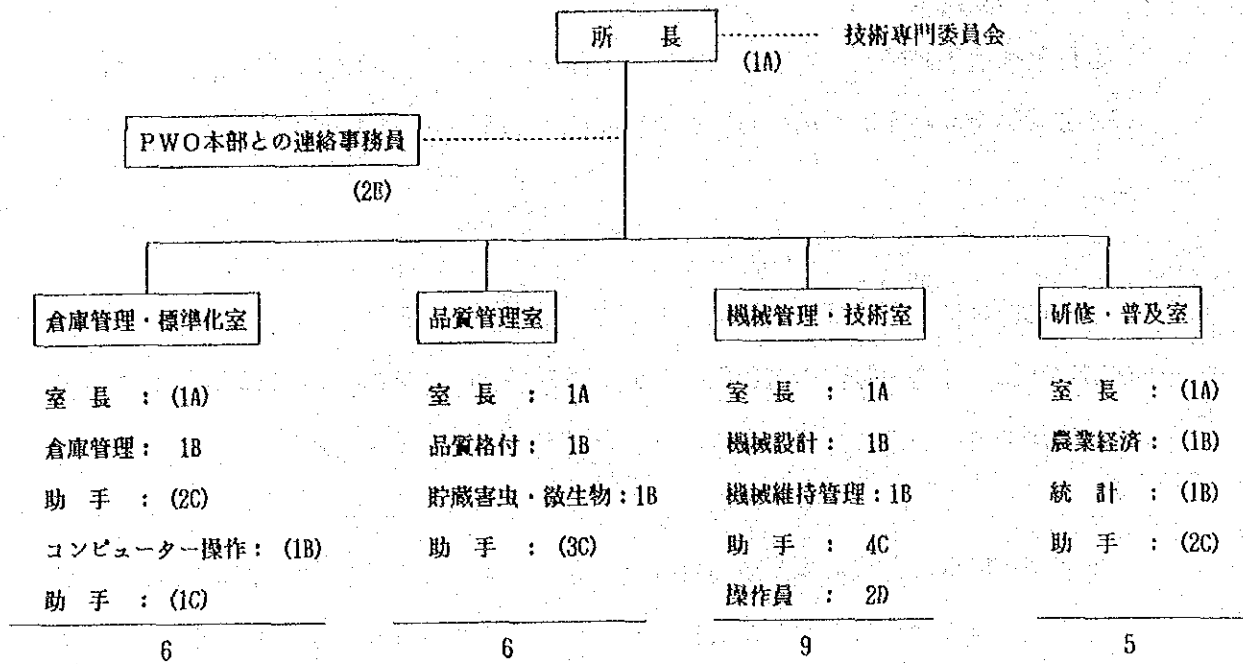 所 長
技術専門委員会
(1A)
PWO本部との連絡事務員
(2B)
倉庫管理・標準化室
室 長 : (1A)
倉庫管理 : 1B
助 手 : (2C)
コンピューター操作 : (1B)
助 手 : (1C)
6
品質管理室
室 長 : 1A
品質格付 : 1B
貯蔵害虫・微生物 : 1B
助 手 : (3C)
6
機械管理・技術室
室 長 : 1A
機械設計 : 1B
機械維持管理 : 1B
助 手 : 4C
操作員 : 2D
9
研修・普及室
室 長 : (1A)
農業経済 : (1B)
統 計 : (1B)
助 手 : (2C)
5